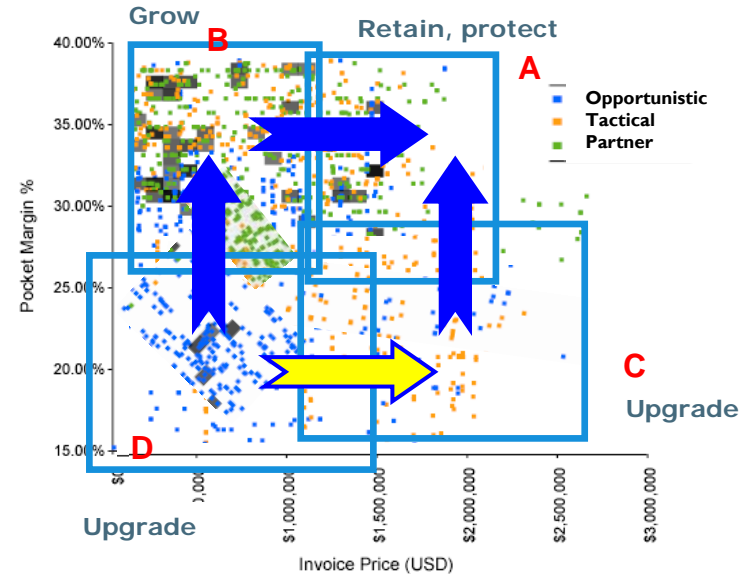 Grow
B
Retain, protect
A
Opportunistic
Tactical
Partner
40.00%
35.00%
30.00%
25.00%
20.00%
15.00%
Pocket Margin %
C
Upgrade
D
Upgrade
$1,000,000
$1,500,000
$2,000,000
$2,500,000
$3,000,000
Invoice Price (USD)